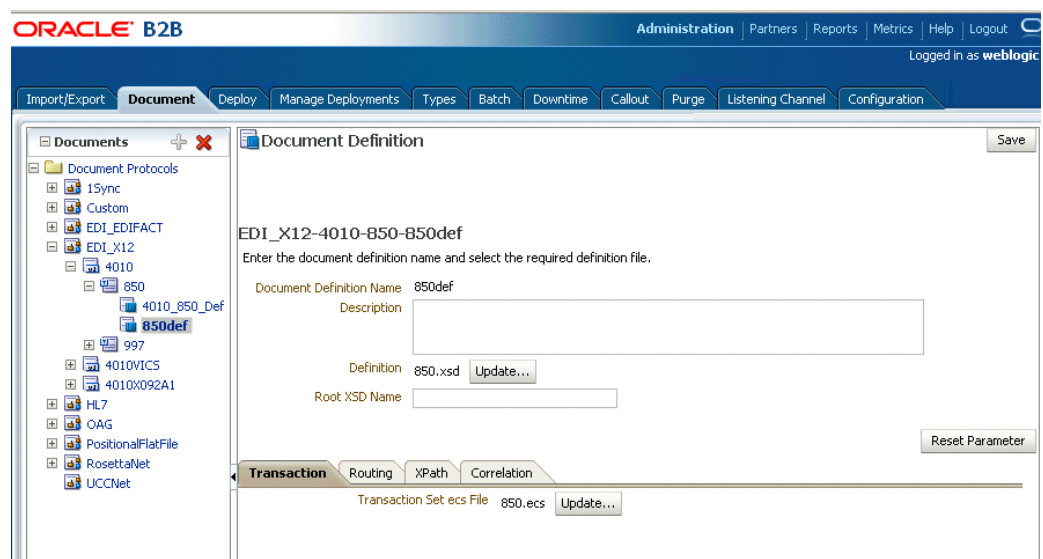 ORACLE B2B
Administration | Partners | Reports | Metrics | Help | Logout
Logged in as weblogic
Import/Export Document Deploy Manage Deployments Types Batch Downtime Callout Purge Listening Channel Configuration
Documents
Document Protocols
1Sync
Custom
EDI_EDIFACT
EDI_X12
4010
850
4010_850_Def
850def
997
4010VICS
4010X092A1
HL7
OAG
PositionalFlatFile
RosettaNet
UCCNet
Document Definition
Save
EDI_X12-4010-850-850def
Enter the document definition name and select the required definition file.
Document Definition Name 850def
Description
Definition 850.xsd Update...
Root XSD Name
Reset Parameter
Transaction Routing XPath Correlation
Transaction Set ecs File 850.ecs Update...